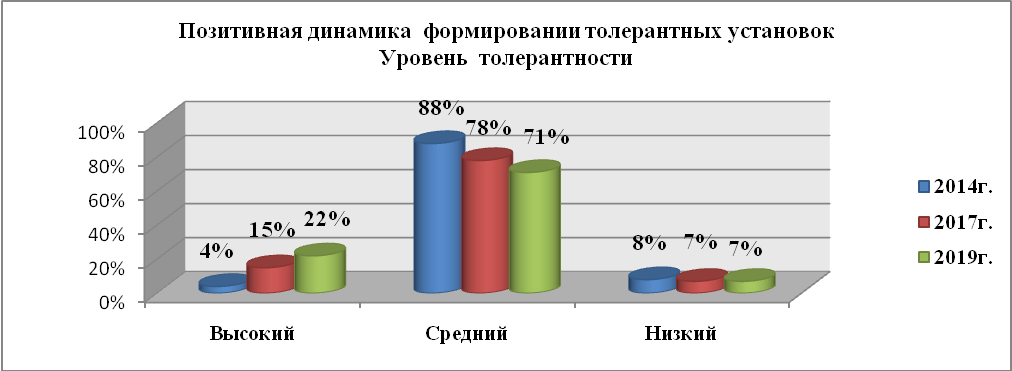 Позитивная динамика формировании толерантных установок
Уровень толерантности
88%
78%
71%
100%
80%
60%
40%
20%
0%
4%
15%
22%
8%
7%
7%
2014г.
2017г.
2019г.
Высокий
Средний
Низкий